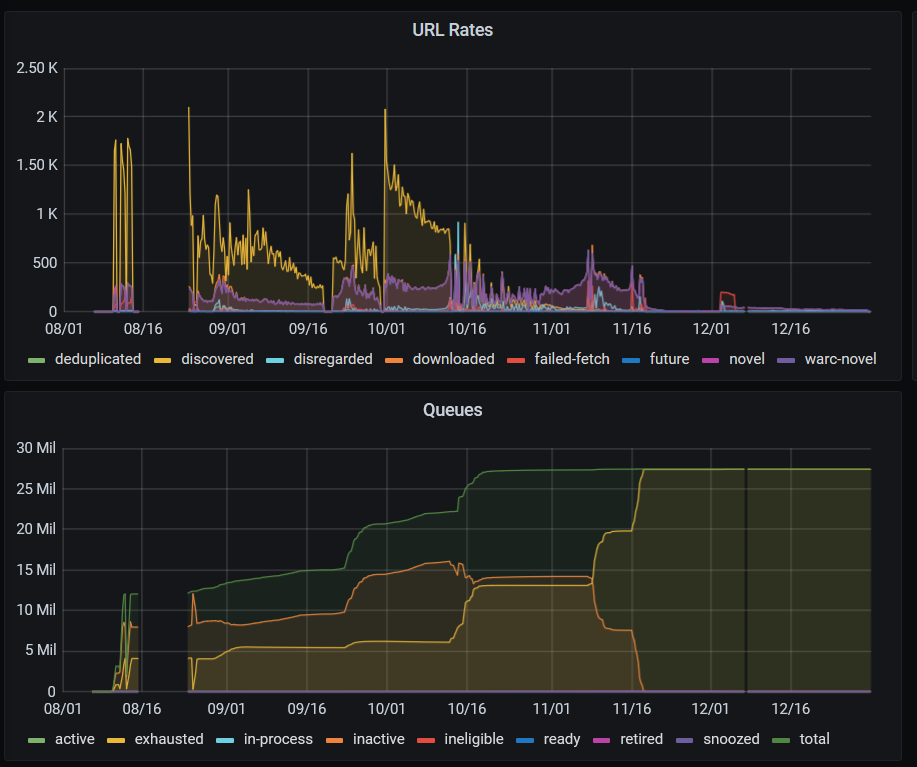 URL Rates
2.50 K
2 K
1.50 K
1 K
500
0
08/01 08/16 09/01 09/16 10/01 10/16 11/01 11/16 12/01 12/16
deduplicated discovered disregarded downloaded failed-fetch future novel warc-novel
Queues
30 Mil
25 Mil
20 Mil
15 Mil
10 Mil
5 Mil
0
08/01 08/16 09/01 09/16 10/01 10/16 11/01 11/16 12/01 12/16
active exhausted in-process inactive ineligible ready retired snoozed total